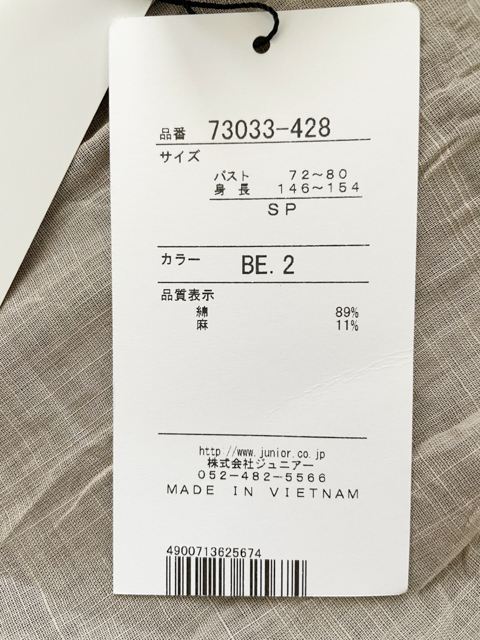 品番 73033-428
サイズ
バスト 72～80
身長 146～154
SP
カラー BE.2
品質表示
綿 89%
麻 11%
http://www.junior.co.jp
株式会社ジュニアー
052-482-5566
MADE IN VIETNAM
4900713625674